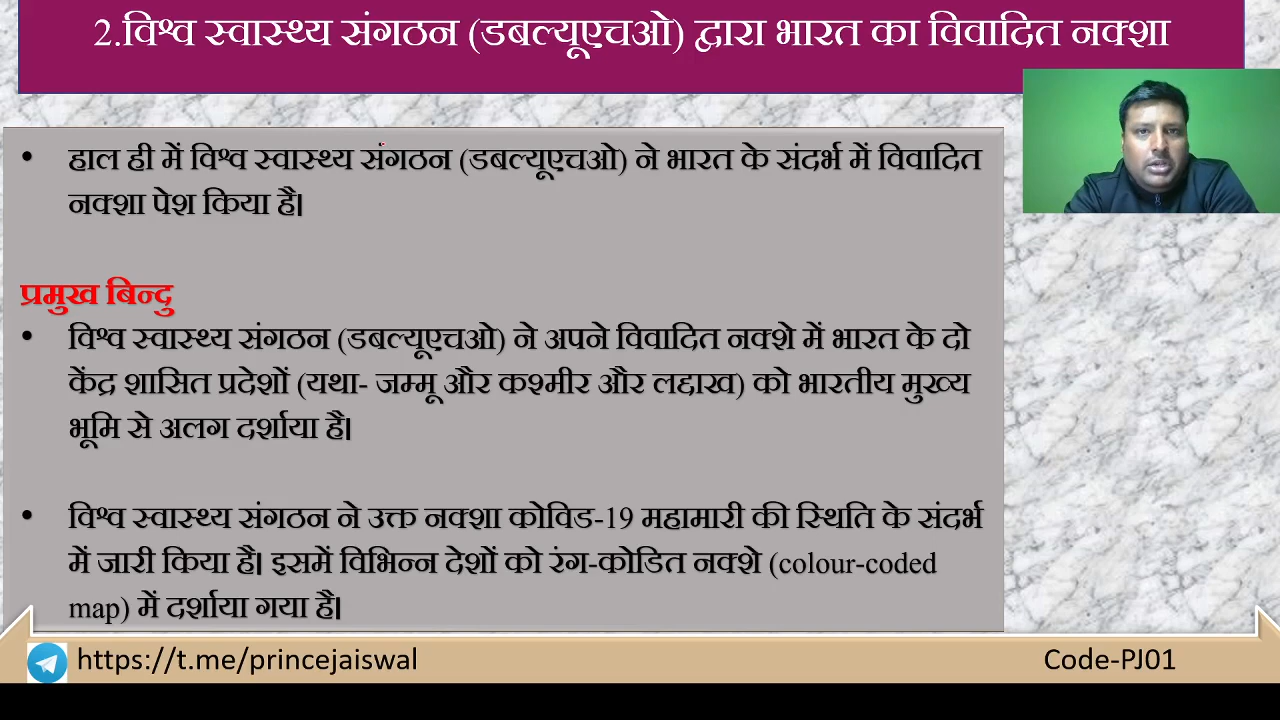 2.विश्व स्वास्थ्य संगठन (डबल्यूएचओ) द्वारा भारत का विवादित नक्शा
• हाल ही में विश्व स्वास्थ्य संगठन (डबल्यूएचओ) ने भारत के संदर्भ में विवादित
नक्शा पेश किया है।
प्रमुख बिन्दु
• विश्व स्वास्थ्य संगठन (डबल्यूएचओ) ने अपने विवादित नक्शे में भारत के दो
केंद्र शासित प्रदेशों (यथा- जम्मू और कश्मीर और लद्दाख) को भारतीय मुख्य
भूमि से अलग दर्शाया है।
• विश्व स्वास्थ्य संगठन ने उक्त नक्शा कोविड-19 महामारी की स्थिति के संदर्भ
में जारी किया है। इसमें विभिन्न देशों को रंग-कोडित नक्शे (colour-coded
map) में दर्शाया गया है।
https://t.me/princejaiswal
Code-PJ01